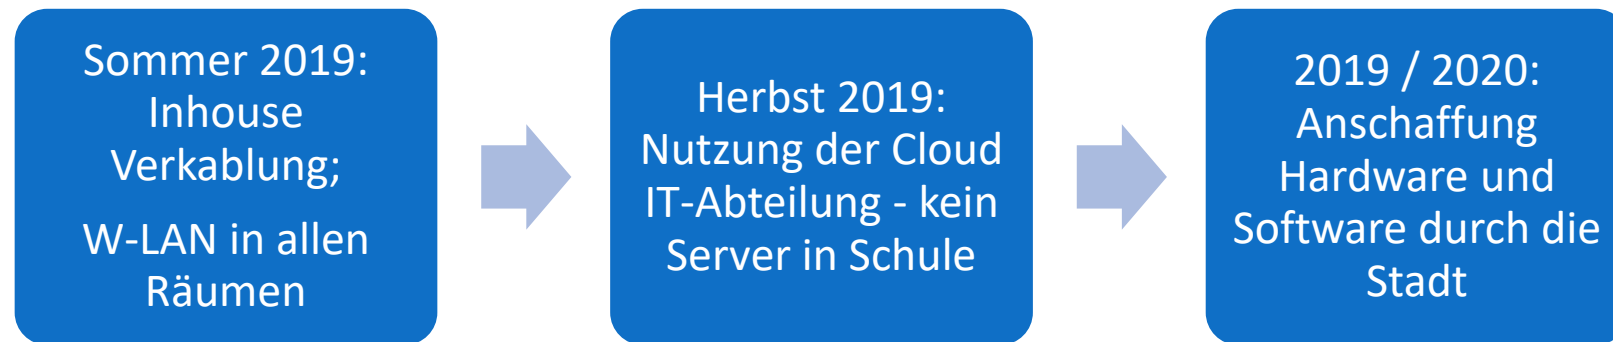 Sommer 2019:
Inhouse
Verkablung;
W-LAN in allen
Räumen
Herbst 2019:
Nutzung der Cloud
IT-Abteilung - kein
Server in Schule
2019 / 2020:
Anschaffung
Hardware und
Software durch die
Stadt